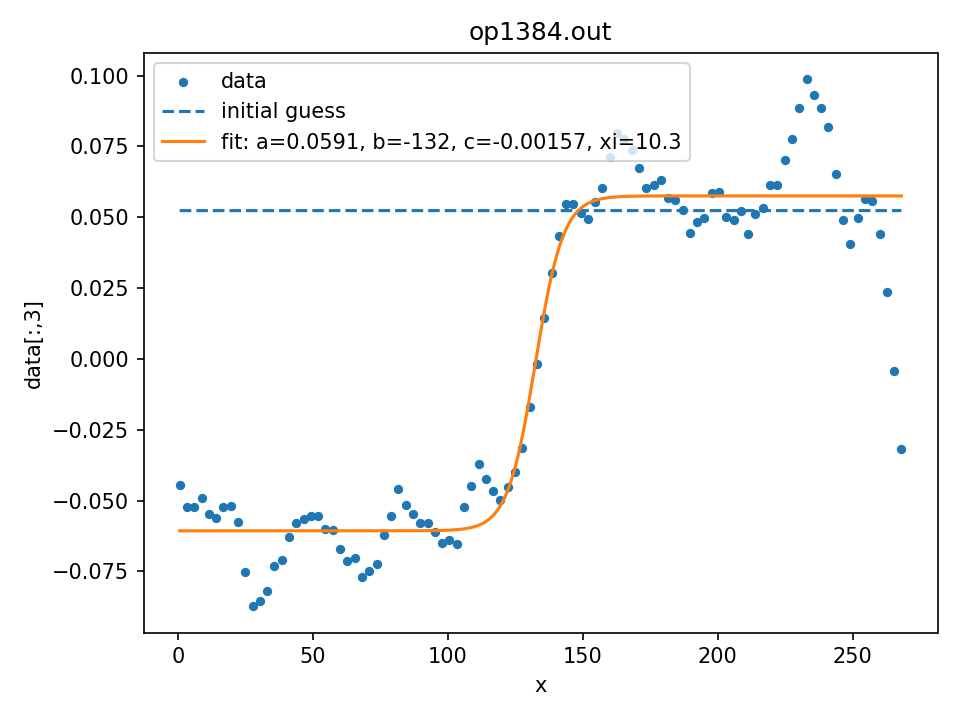 op1384.out
data
initial guess
fit: a=0.0591, b=-132, c=-0.00157, xi=10.3
0.100
0.075
0.050
0.025
0.000
−0.025
−0.050
−0.075
data[:,3]
0 50 100 150 200 250
x